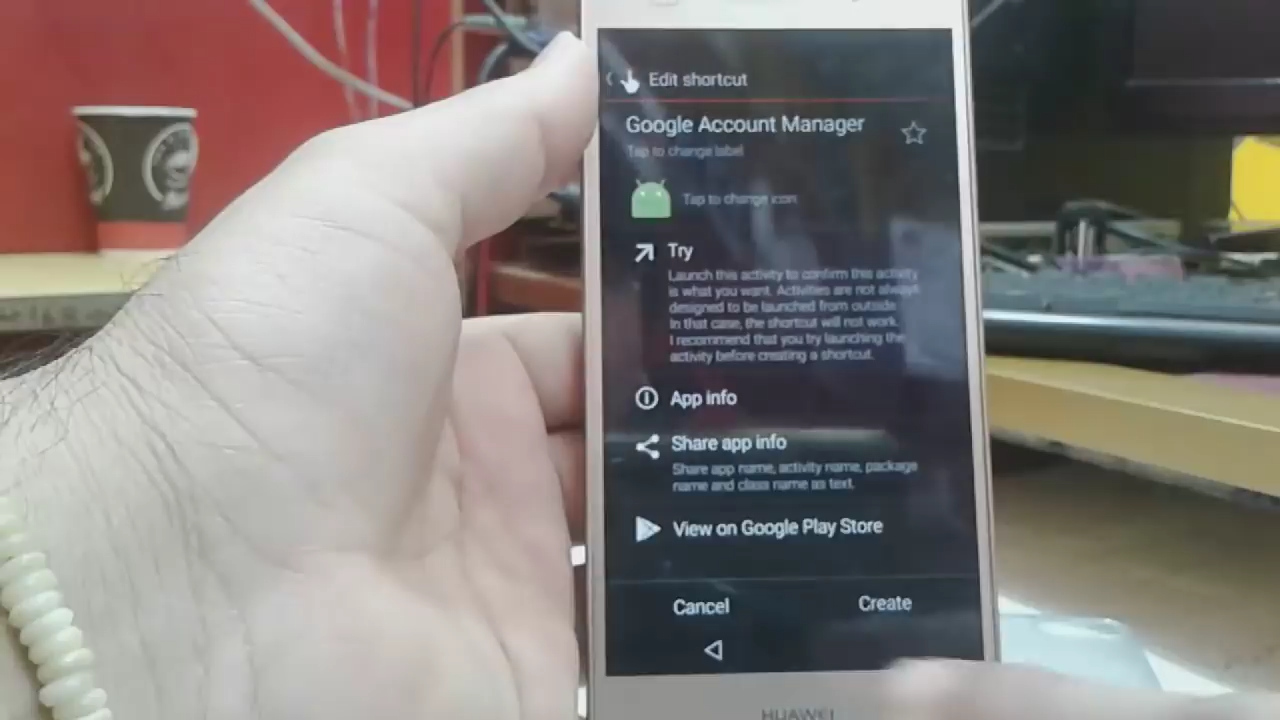 Edit shortcut
Google Account Manager
Tap to change label
Tap to change icon
Try
Launch this activity to confirm this activity
is what you want. Activities are not always
designed to be launched from outside.
In that case, the shortcut will not work.
I recommend that you try launching the
activity before creating a shortcut.
App info
Share app info
Share app name, activity name, package
name and class name as text.
View on Google Play Store
Cancel
Create
HUAWEI